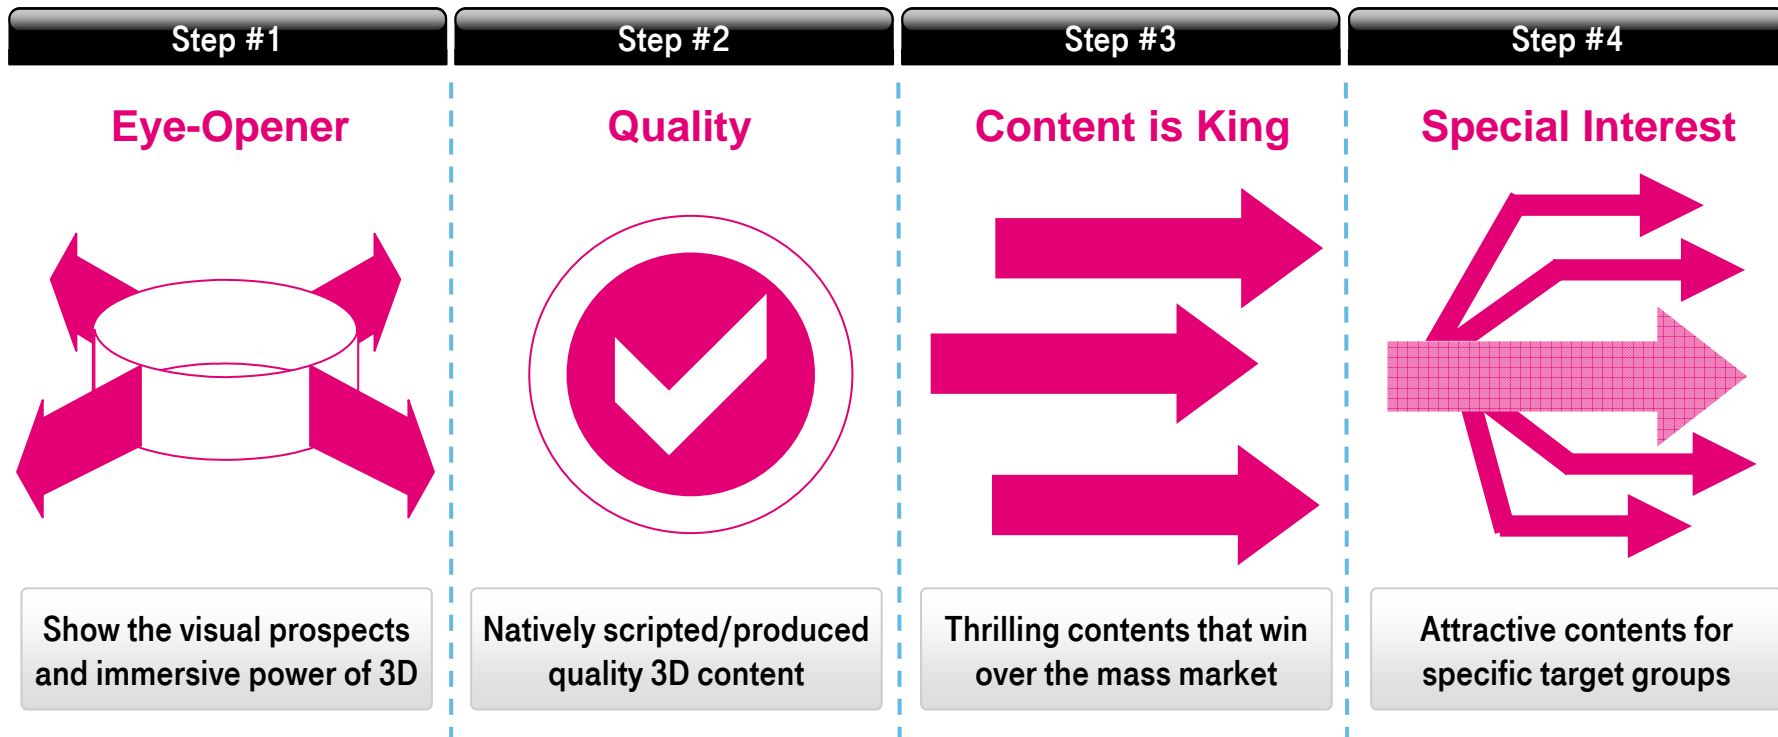 Step #1
Step #2
Step #3
Step #4
Eye-Opener
Quality
Content is King
Special Interest
Show the visual prospects
and immersive power of 3D
Natively scripted/produced
quality 3D content
Thrilling contents that win
over the mass market
Attractive contents for
specific target groups